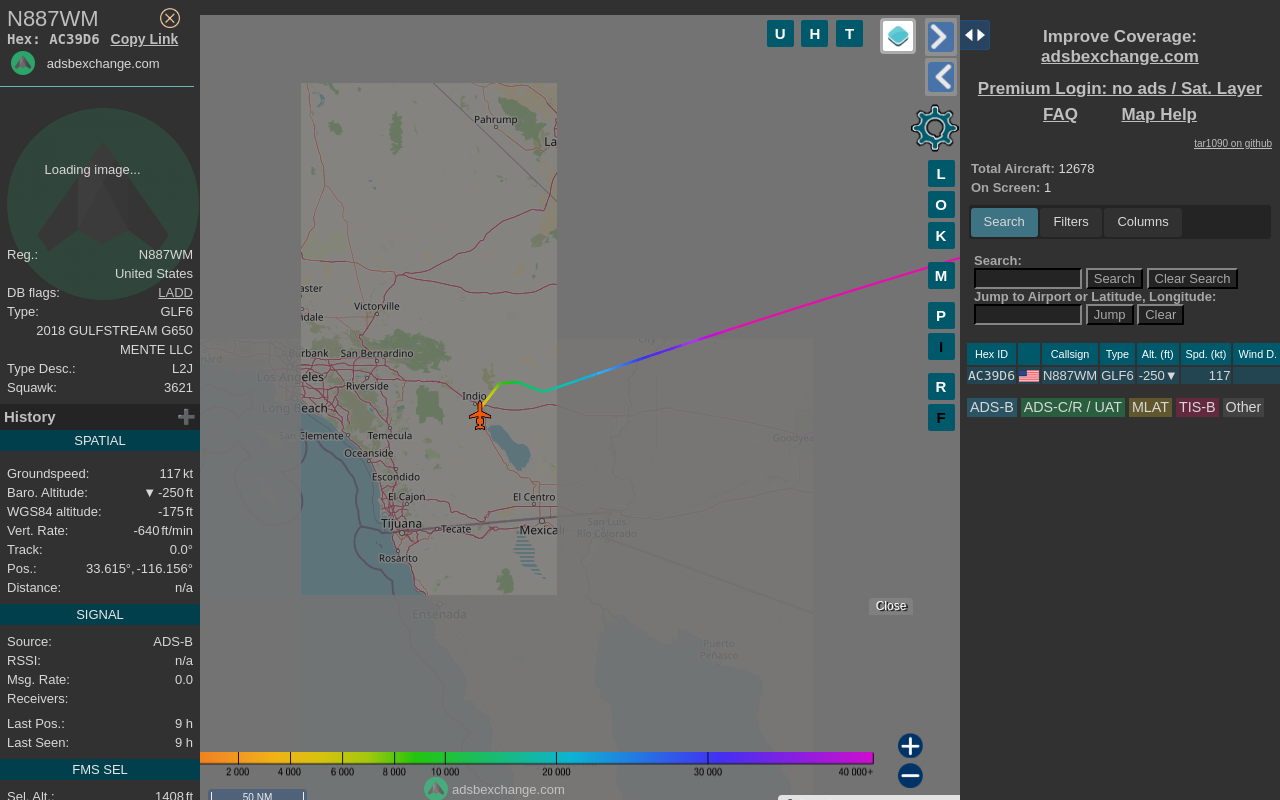 N887WM
Hex: AC39D6 Copy Link
adsbexchange.com
Loading image...
Reg.: N887WM
United States
DB flags: LADD
Type: GLF6
2018 GULFSTREAM G650
MENTE LLC
Type Desc.: L2J
Squawk: 3621
History
SPATIAL
Groundspeed: 117 kt
Baro. Altitude: ▼ -250 ft
WGS84 altitude: -175 ft
Vert. Rate: -640 ft/min
Track: 0.0°
Pos.: 33.615°, -116.156°
Distance: n/a
SIGNAL
Source: ADS-B
RSSI: n/a
Msg. Rate: 0.0
Receivers:
Last Pos.: 9 h
Last Seen: 9 h
FMS SEL
Sel. Alt.: 1408 ft
U H T
L
O
K
M
P
I
R
F
Pahrump
La
aster
Victorville
ndale
urbank San Bernardino
Los Angeles
Riverside
Long Beach
Indio
San Clemente Temecula
Oceanside
Goodyea
Escondido
El Cajon
El Centro
Tijuana
Tecate
Mexicali
San Luis
Río Colorado
Rosarito
Ensenada
Puerto
Peñasco
City
Close
2 000 4 000 6 000 8 000 10 000 20 000 30 000 40 000+
adsbexchange.com
50 NM
Improve Coverage:
adsbexchange.com
Premium Login: no ads / Sat. Layer
FAQ Map Help
tar1090 on github
Total Aircraft: 12678
On Screen: 1
Search Filters Columns
Search:
Search Clear Search
Jump to Airport or Latitude, Longitude:
Jump Clear
Hex ID Callsign Type Alt. (ft) Spd. (kt) Wind D.
AC39D6 N887WM GLF6 -250▼ 117
ADS-B ADS-C/R / UAT MLAT TIS-B Other